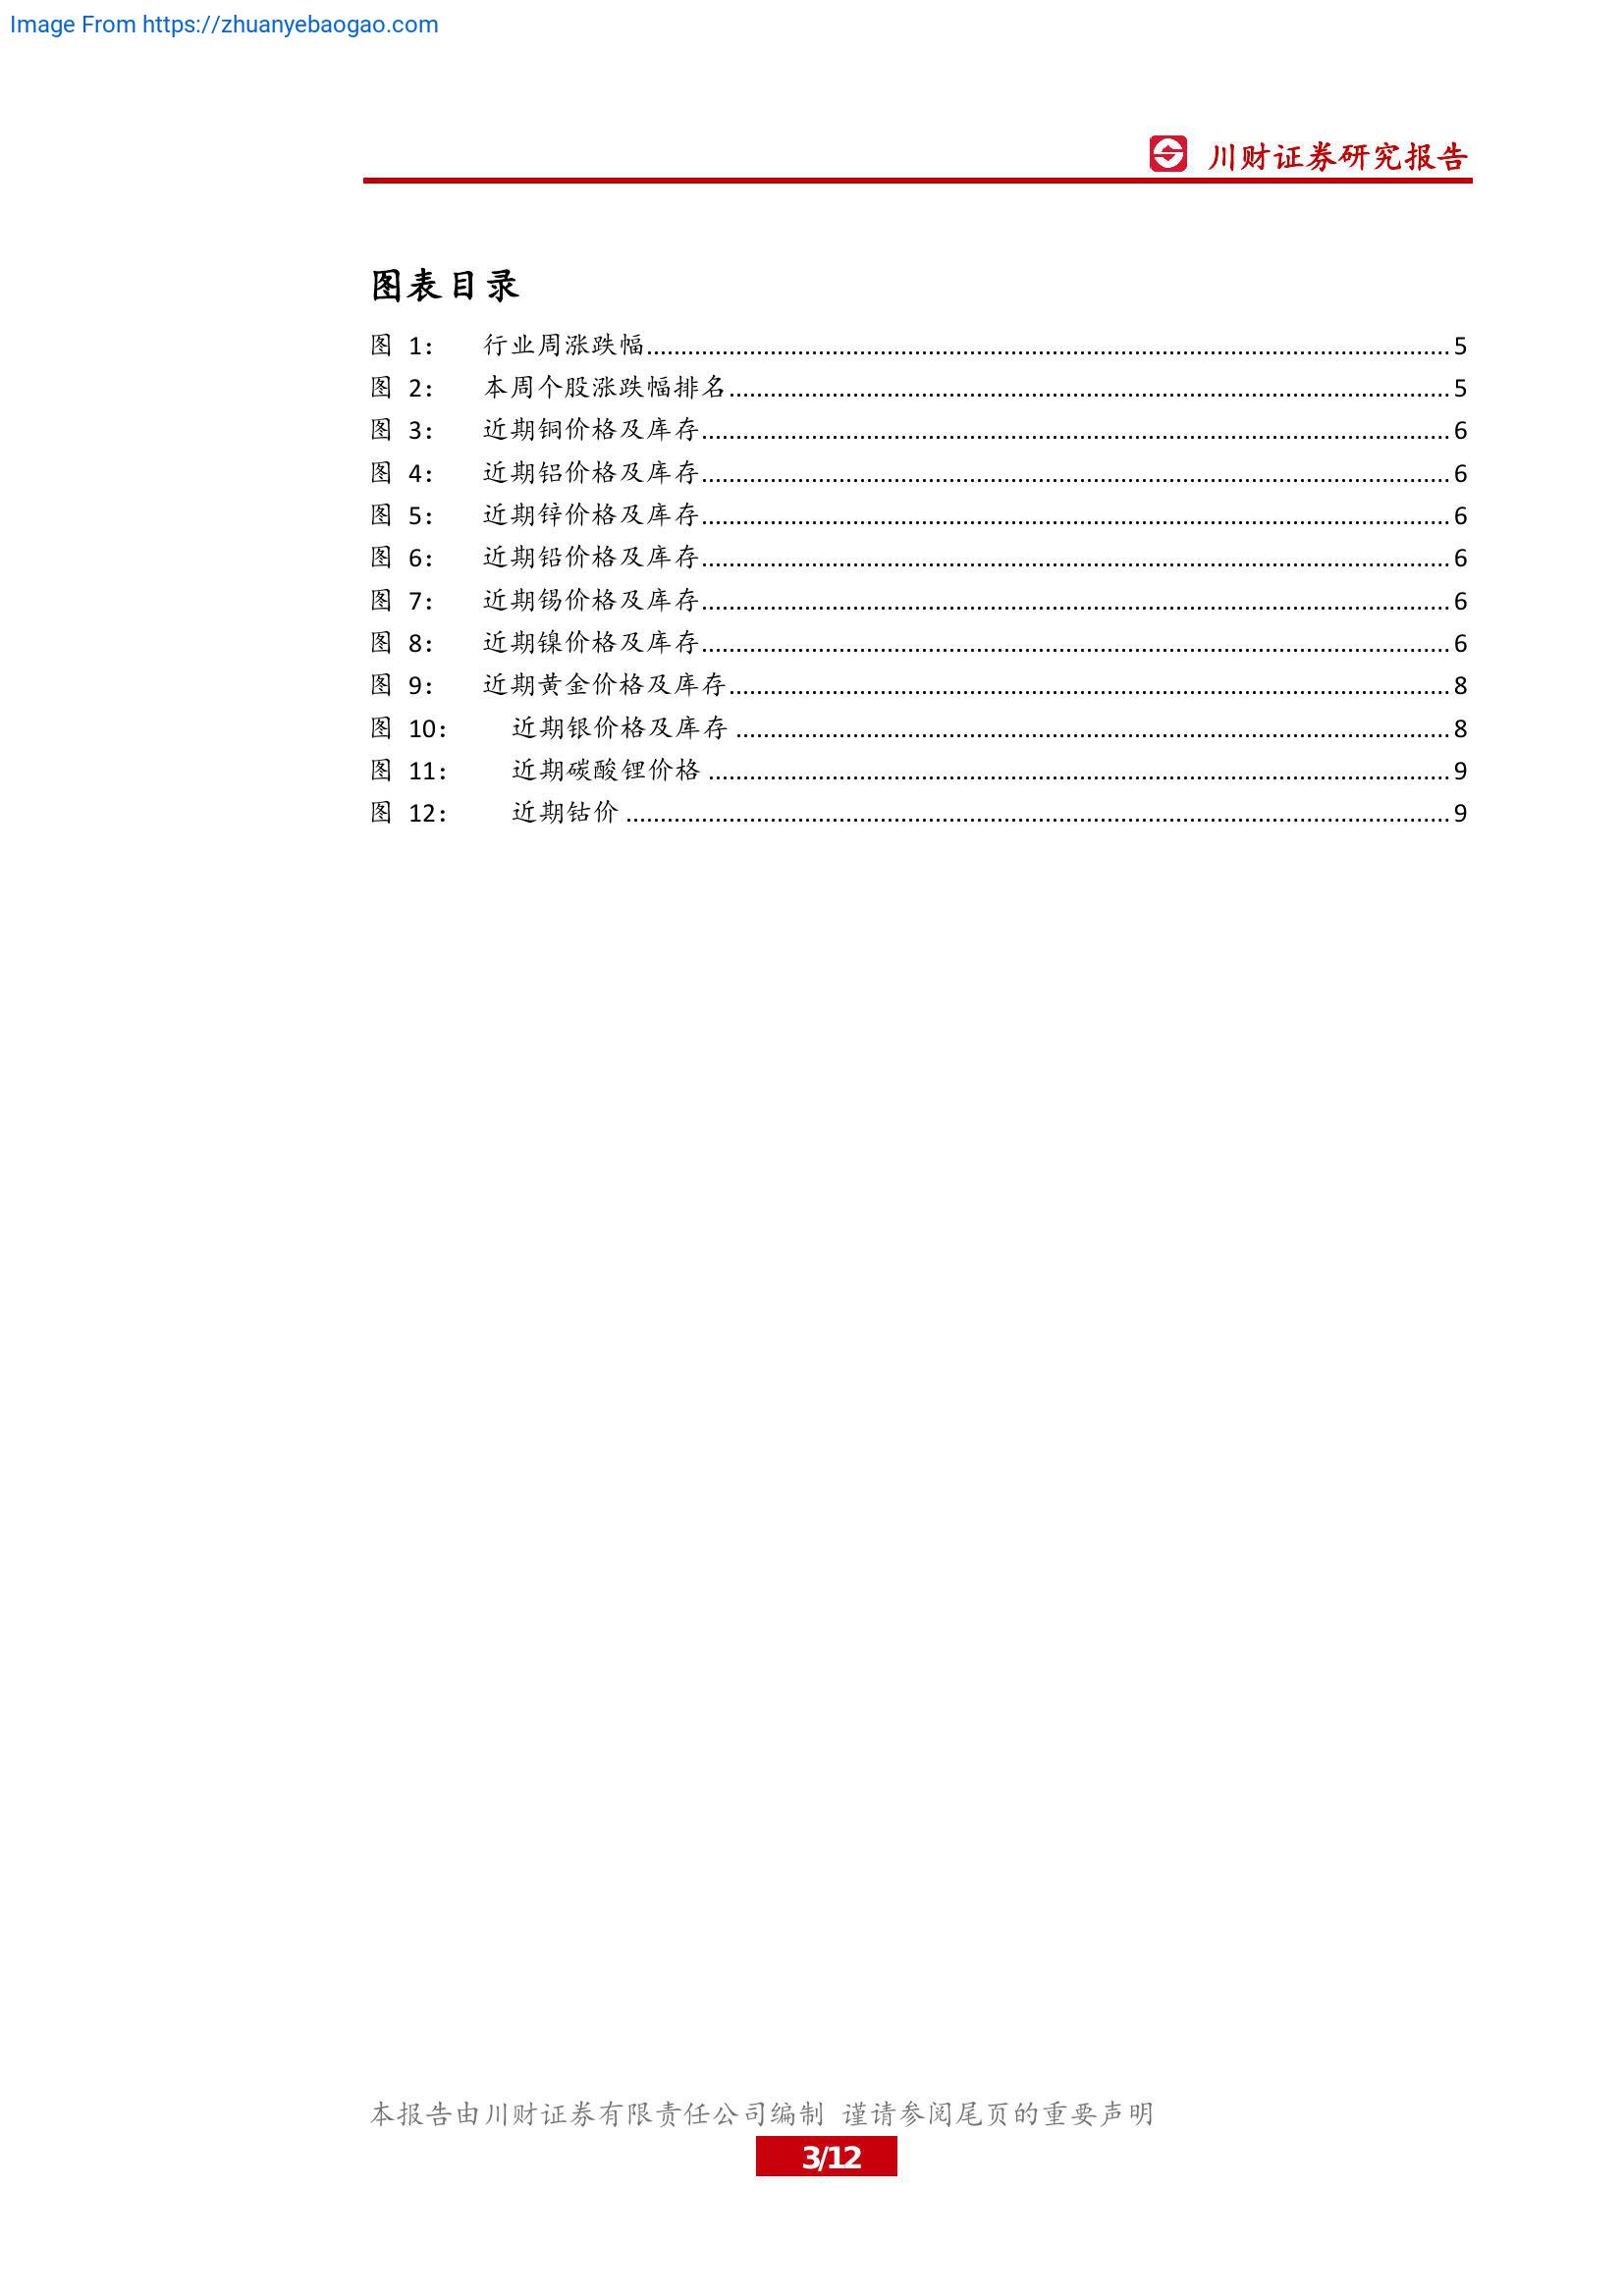 Image From https://zhuanyebaogao.com
川财证券研究报告
图表目录
图 1： 行业周涨跌幅 5
图 2： 本周个股涨跌幅排名 5
图 3： 近期铜价格及库存 6
图 4： 近期铝价格及库存 6
图 5： 近期锌价格及库存 6
图 6： 近期铅价格及库存 6
图 7： 近期锡价格及库存 6
图 8： 近期镍价格及库存 6
图 9： 近期黄金价格及库存 8
图 10： 近期银价格及库存 8
图 11： 近期碳酸锂价格 9
图 12： 近期钴价 9
本报告由川财证券有限责任公司编制 谨请参阅尾页的重要声明
3/12